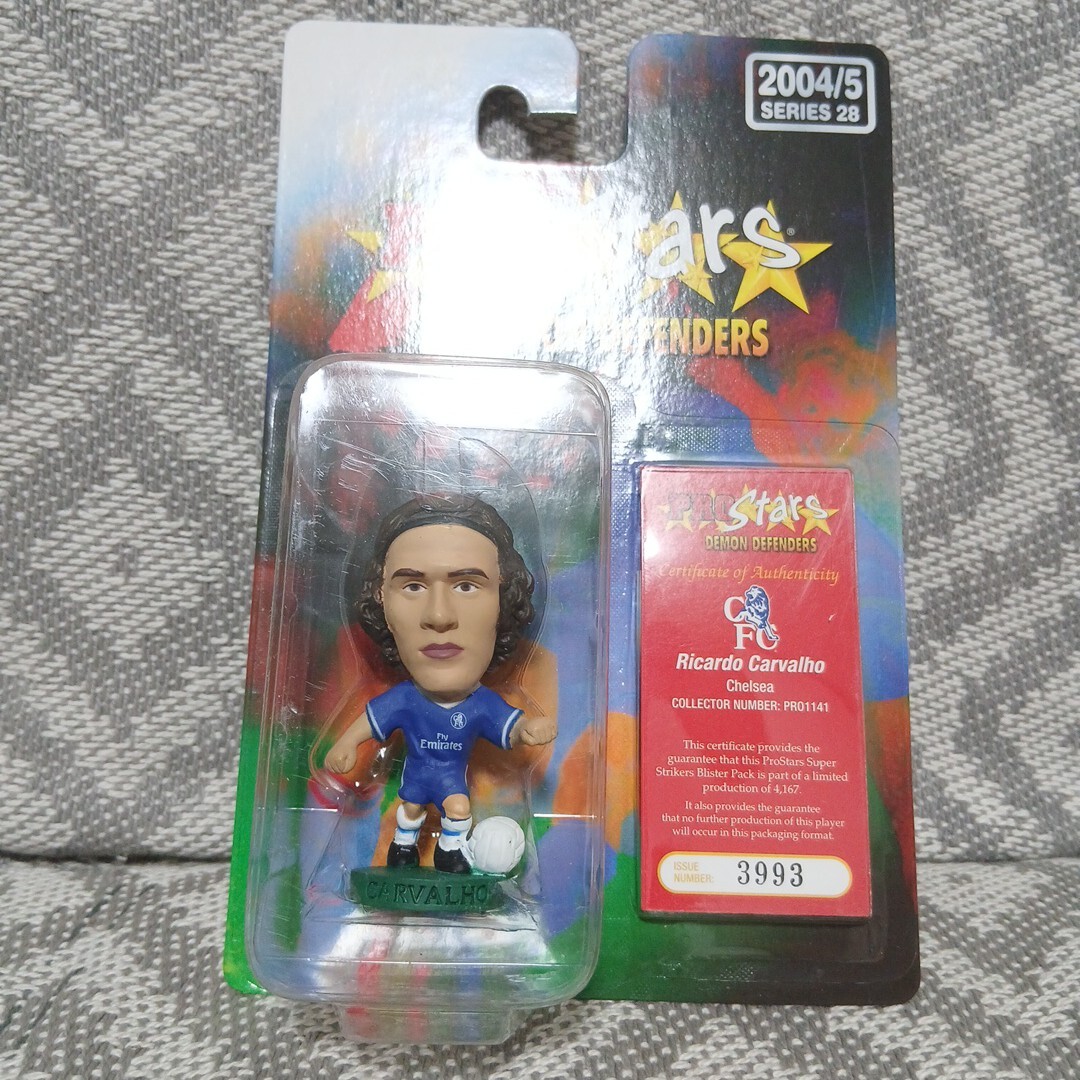 2004/5
SERIES 28
Stars®
DEFENDERS
PROStars
DEMON DEFENDERS
Certificate of Authenticity
CFC
Ricardo Carvalho
Chelsea
COLLECTOR NUMBER: PRO1141
This certificate provides the
guarantee that this ProStars Super
Strikers Blister Pack is part of a limited
production of 4,167.
It also provides the guarantee
that no further production of this player
will occur in this packaging format.
ISSUE
NUMBER: 3993
Fly
Emirates
CARVALHO